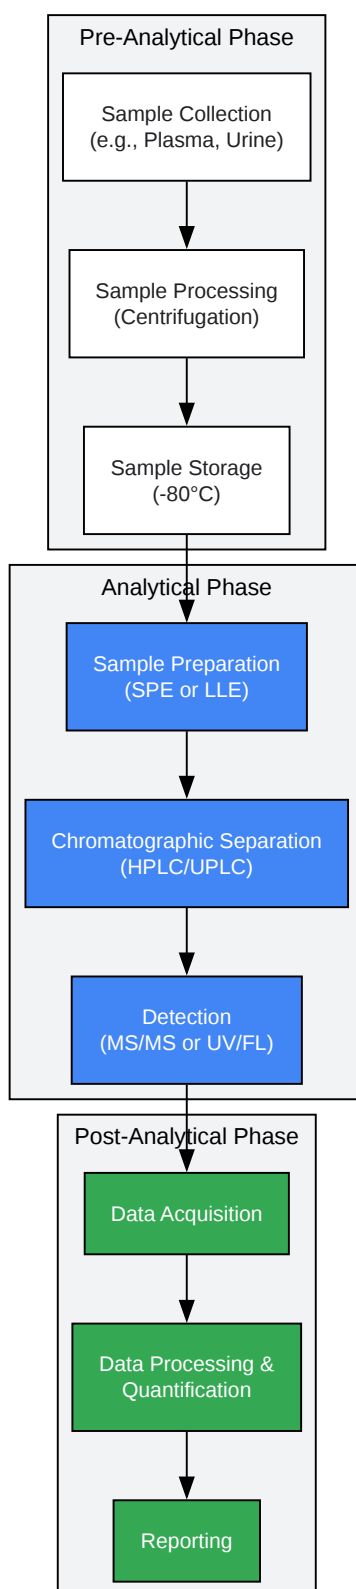 Pre-Analytical Phase
Sample Collection
(e.g., Plasma, Urine)
Sample Processing
(Centrifugation)
Sample Storage
(-80°C)
Analytical Phase
Sample Preparation
(SPE or LLE)
Chromatographic Separation
(HPLC/UPLC)
Detection
(MS/MS or UV/FL)
Post-Analytical Phase
Data Acquisition
Data Processing &
Quantification
Reporting